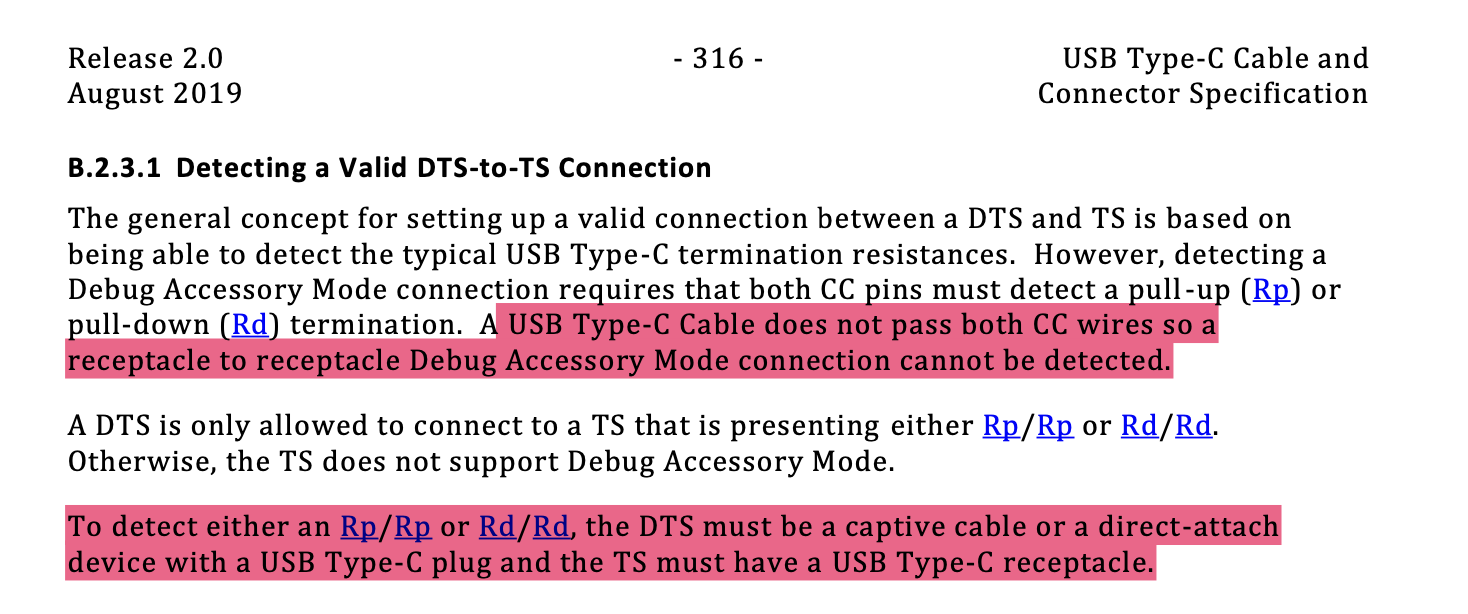 Release 2.0 - 316 - USB Type-C Cable and
August 2019 Connector Specification
B.2.3.1 Detecting a Valid DTS-to-TS Connection
The general concept for setting up a valid connection between a DTS and TS is based on
being able to detect the typical USB Type-C termination resistances. However, detecting a
Debug Accessory Mode connection requires that both CC pins must detect a pull-up (Rp) or
pull-down (Rd) termination. A USB Type-C Cable does not pass both CC wires so a
receptacle to receptacle Debug Accessory Mode connection cannot be detected.
A DTS is only allowed to connect to a TS that is presenting either Rp/Rp or Rd/Rd.
Otherwise, the TS does not support Debug Accessory Mode.
To detect either an Rp/Rp or Rd/Rd, the DTS must be a captive cable or a direct-attach
device with a USB Type-C plug and the TS must have a USB Type-C receptacle.